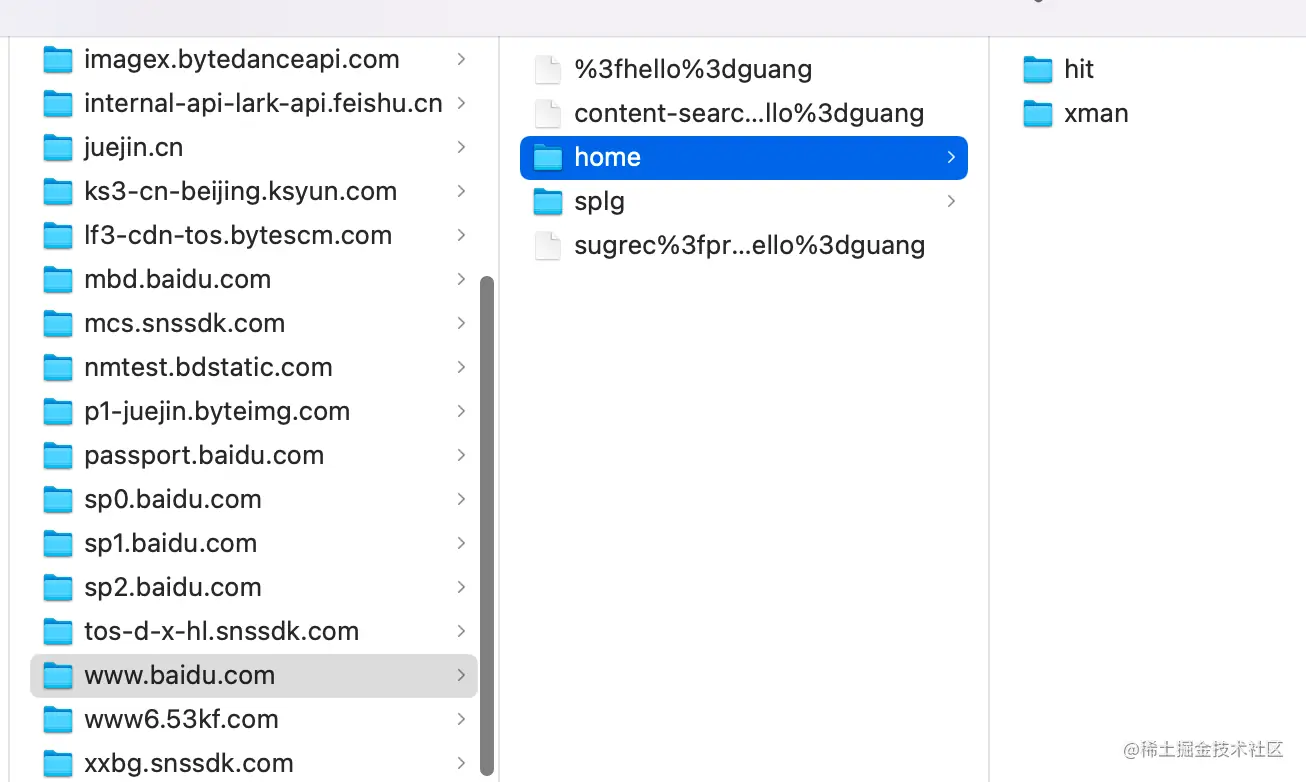 imagex.bytedanceapi.com
internal-api-lark-api.feishu.cn
juejin.cn
ks3-cn-beijing.ksyun.com
lf3-cdn-tos.bytescm.com
mbd.baidu.com
mcs.snssdk.com
nmtest.bdstatic.com
p1-juejin.byteimg.com
passport.baidu.com
sp0.baidu.com
sp1.baidu.com
sp2.baidu.com
tos-d-x-hl.snssdk.com
www.baidu.com
www6.53kf.com
xxbg.snssdk.com
%3fhello%3dguang
content-searc...llo%3dguang
home
splg
sugrec%3fpr...ello%3dguang
hit
xman
@稀土掘金技术社区